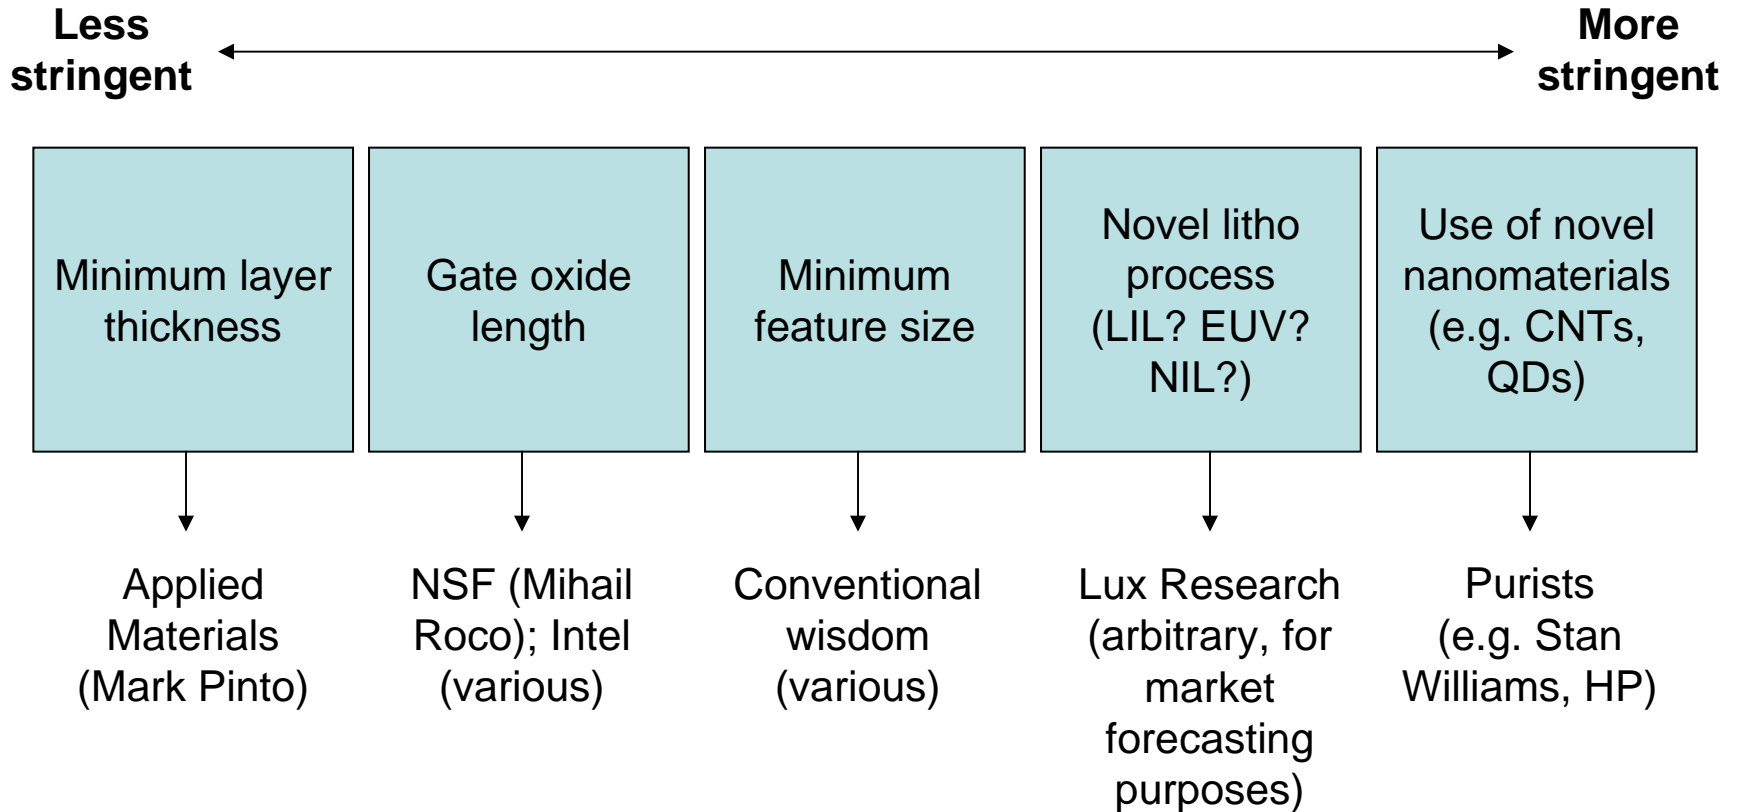 Less
stringent
More
stringent
Minimum layer
thickness
Gate oxide
length
Minimum
feature size
Novel litho
process
(LIL? EUV?
NIL?)
Use of novel
nanomaterials
(e.g. CNTs,
QDs)
Applied
Materials
(Mark Pinto)
NSF (Mihail
Roco); Intel
(various)
Conventional
wisdom
(various)
Lux Research
(arbitrary, for
market
forecasting
purposes)
Purists
(e.g. Stan
Williams, HP)